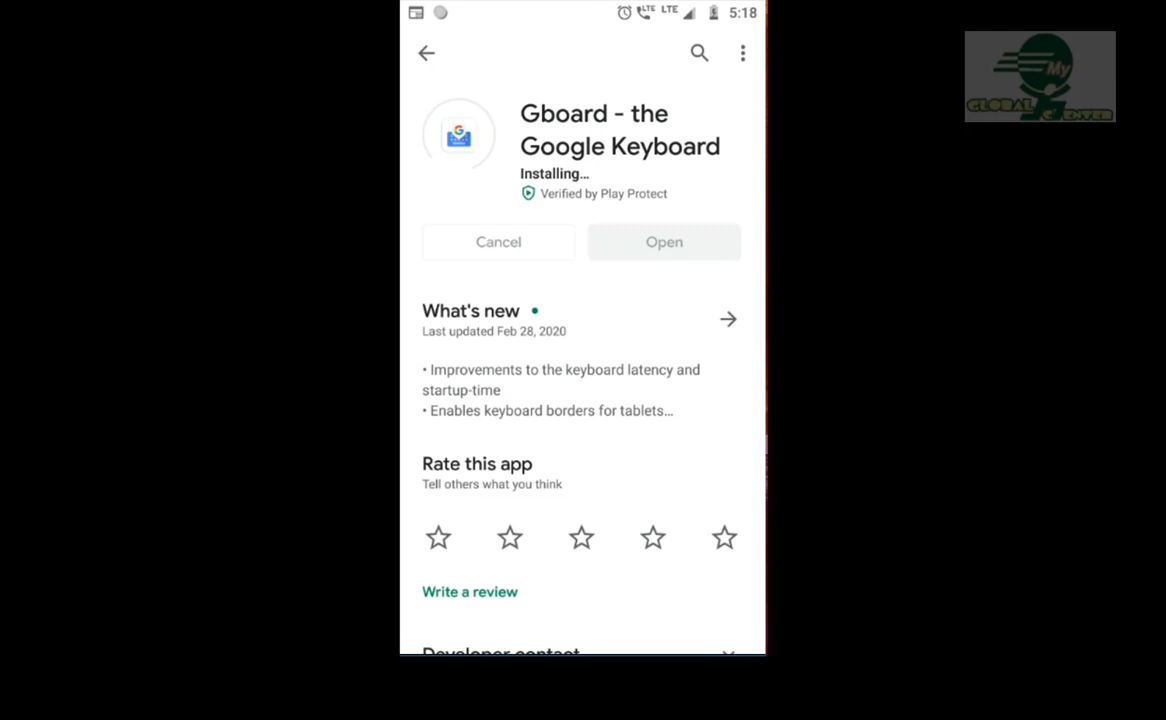 LTE LTE 5:18
My
GLOBAL CENTER
Gboard - the
Google Keyboard
Installing...
Verified by Play Protect
Cancel Open
What's new
Last updated Feb 28, 2020
• Improvements to the keyboard latency and
startup-time
• Enables keyboard borders for tablets...
Rate this app
Tell others what you think
Write a review
Developer contact